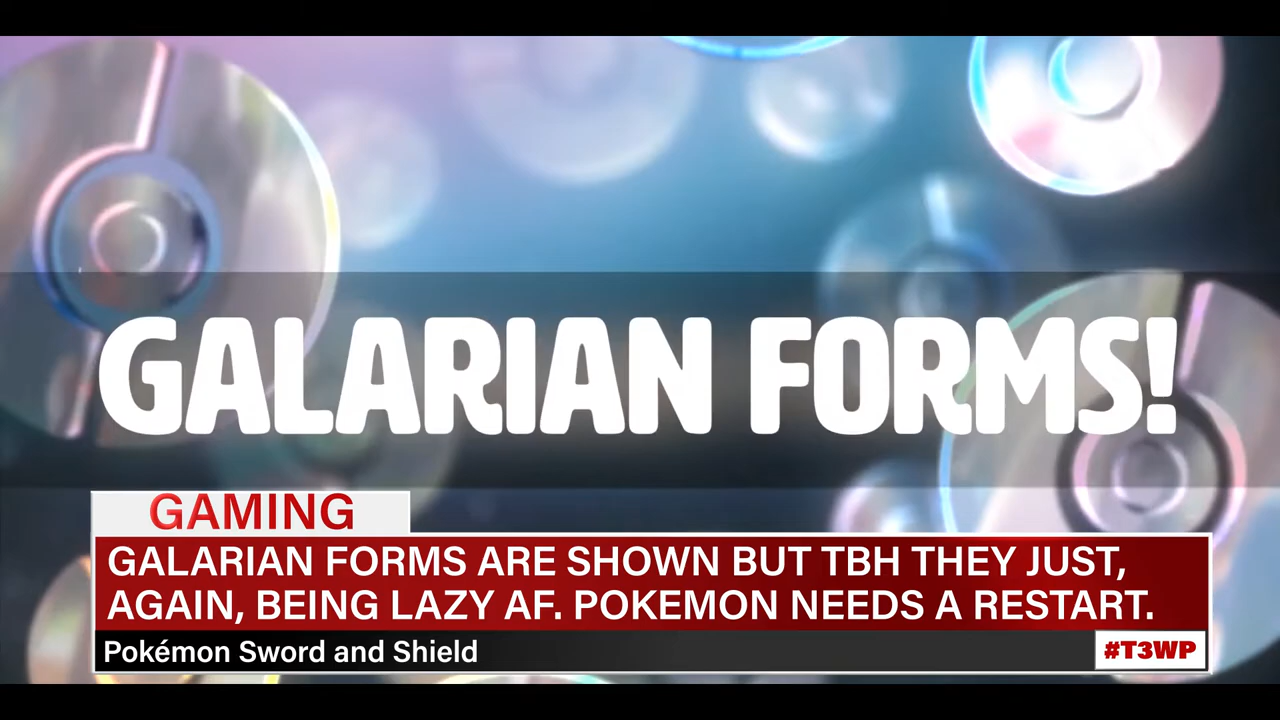 GALARIAN FORMS!
GAMING
GALARIAN FORMS ARE SHOWN BUT TBH THEY JUST,
AGAIN, BEING LAZY AF. POKEMON NEEDS A RESTART.
Pokémon Sword and Shield
#T3WP